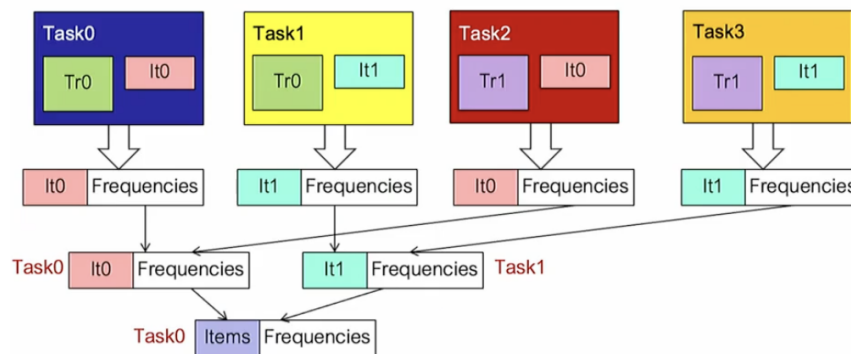 Task0
Task1
Task2
Task3
Tr0 It0
Tr0 It1
Tr1 It0
Tr1 It1
It0 Frequencies
It1 Frequencies
It0 Frequencies
It1 Frequencies
Task0 It0 Frequencies
It1 Frequencies Task1
Task0 Items Frequencies